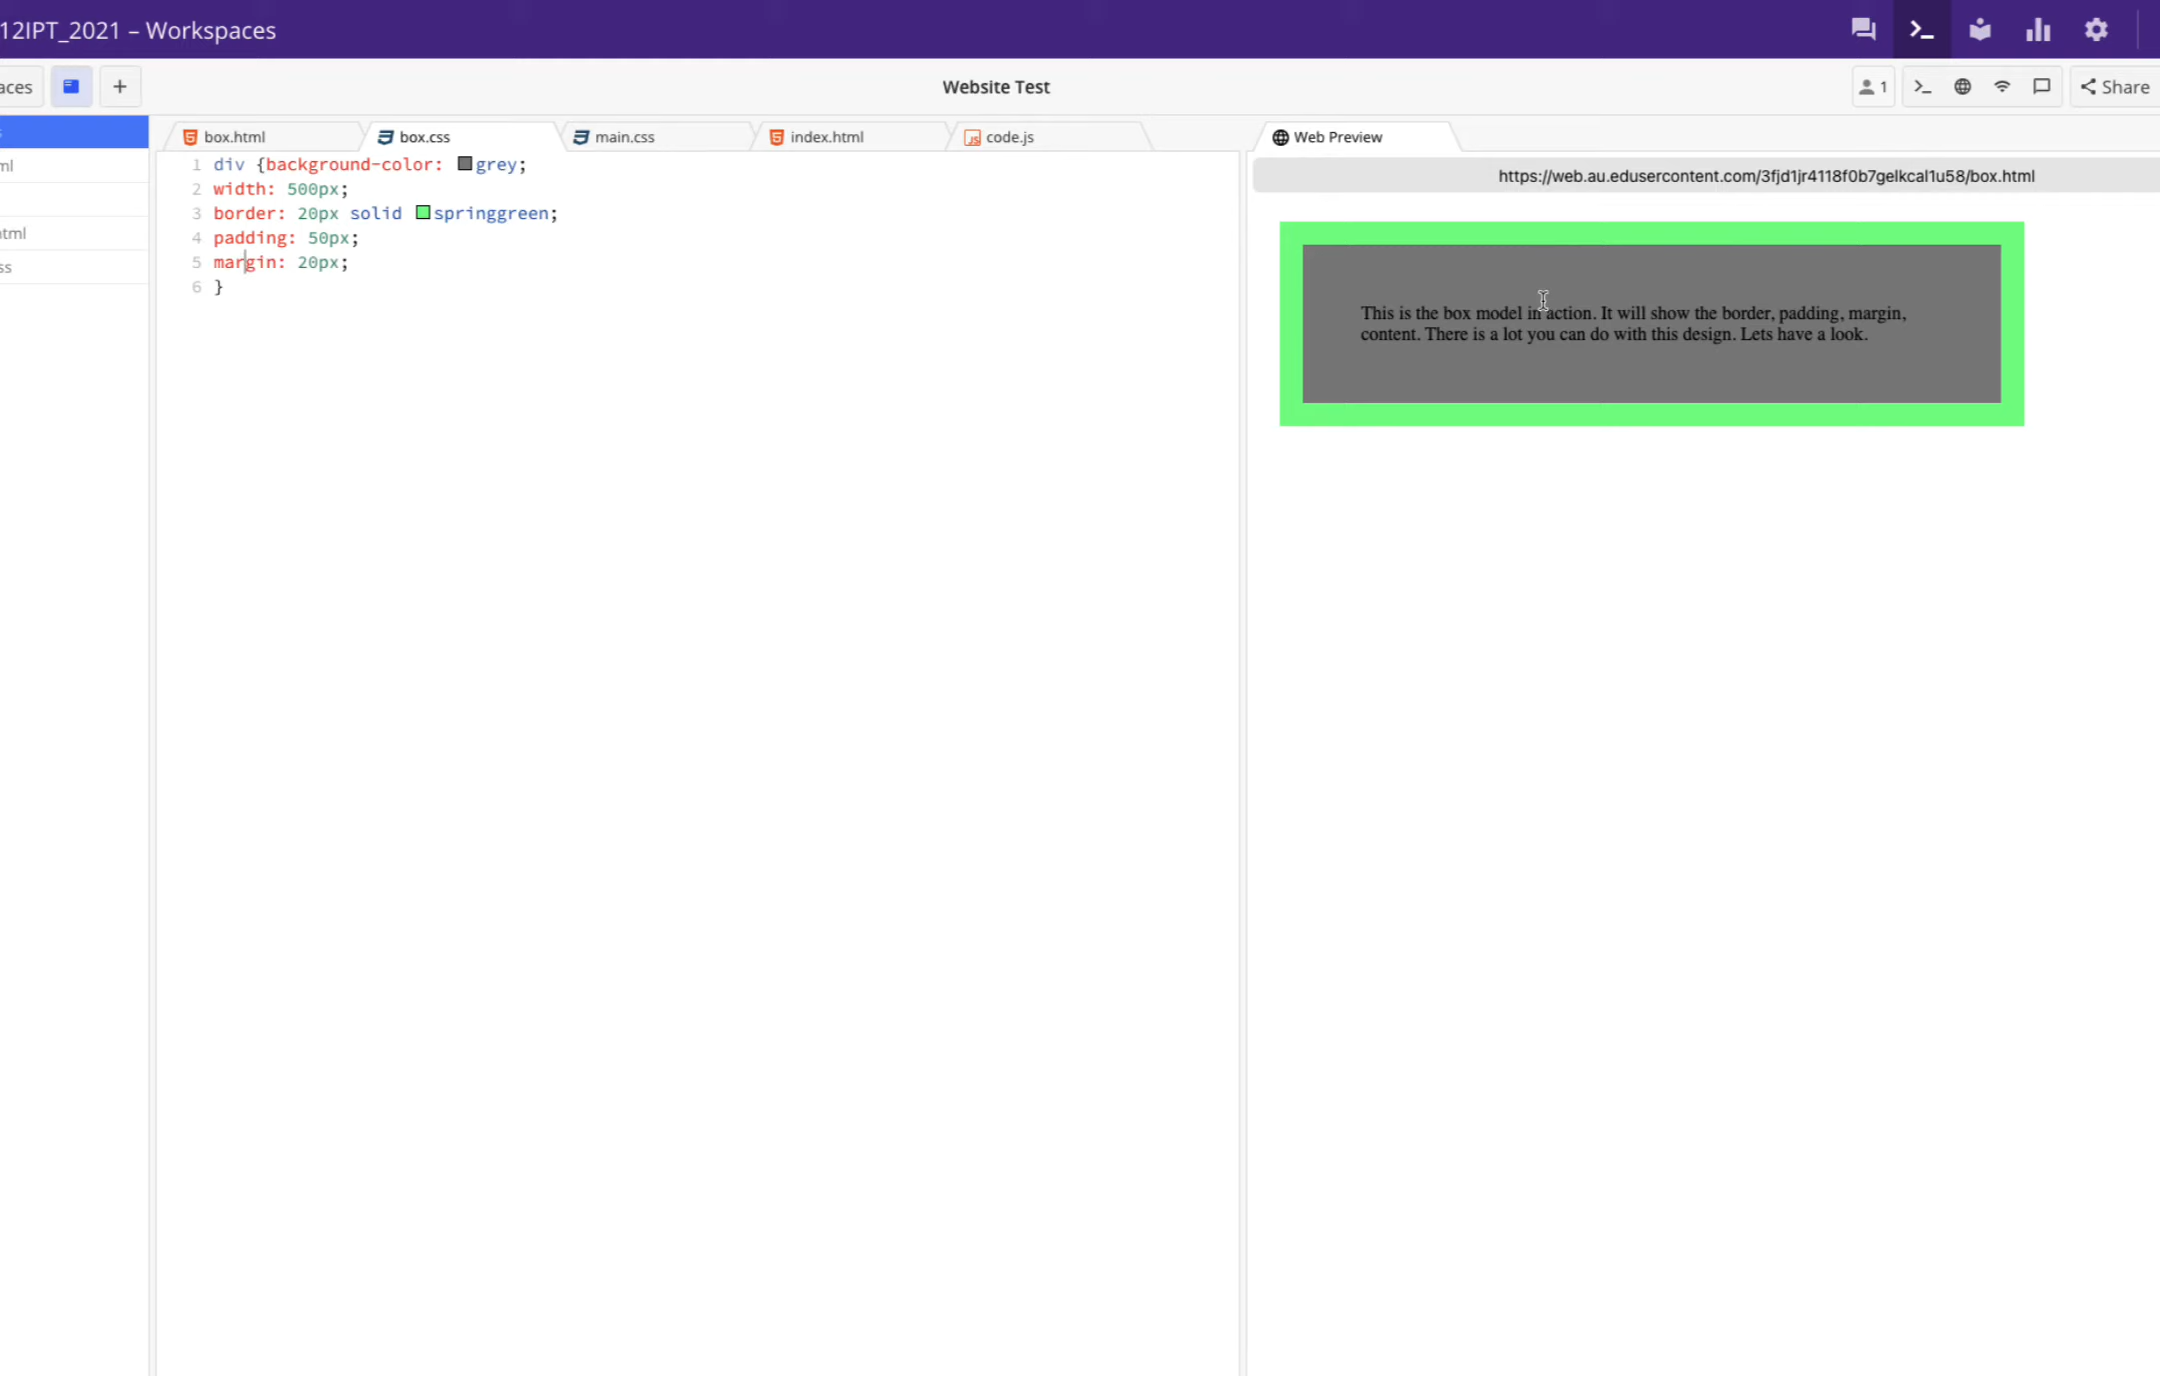 12IPT_2021 – Workspaces
aces
+
Website Test
1
Share
box.html
box.css
main.css
index.html
code.js
Web Preview
https://web.au.edusercontent.com/3fjd1jr4118f0b7gelkcal1u58/box.html
s
ml
html
ss
1 div {background-color: grey;
2 width: 500px;
3 border: 20px solid springgreen;
4 padding: 50px;
5 margin: 20px;
6 }
This is the box model in action. It will show the border, padding, margin,
content. There is a lot you can do with this design. Lets have a look.